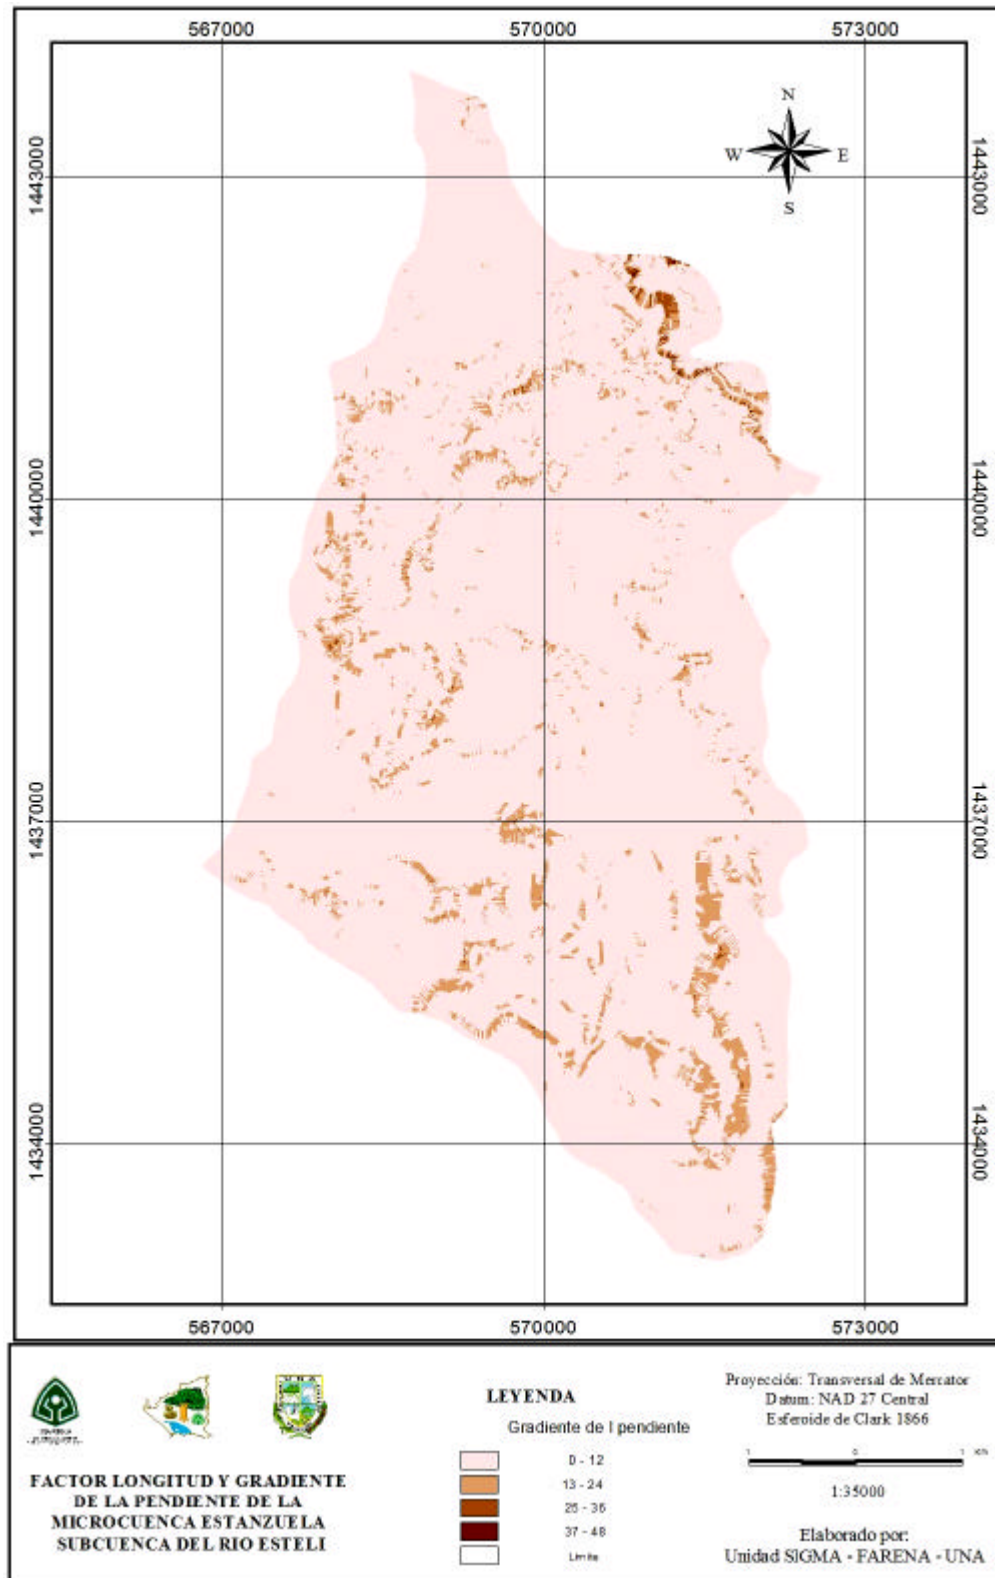 567000 570000 573000
N
W E
S
1443000 1443000
1440000 1440000
1437000 1437000
1434000 1434000
567000 570000 573000
UNA
FACTOR LONGITUD Y GRADIENTE
DE LA PENDIENTE DE LA
MICROCUENCA ESTANZUELA
SUBCUENCA DEL RIO ESTELI
LEYENDA
Gradiente de l pendiente
0 - 12
13 - 24
25 - 36
37 - 48
Limite
Proyección: Transversal de Mercator
Datum: NAD 27 Central
Esferoide de Clark 1866
1 0 1 Km
1:35000
Elaborado por:
Unidad SIGMA - FARENA - UNA